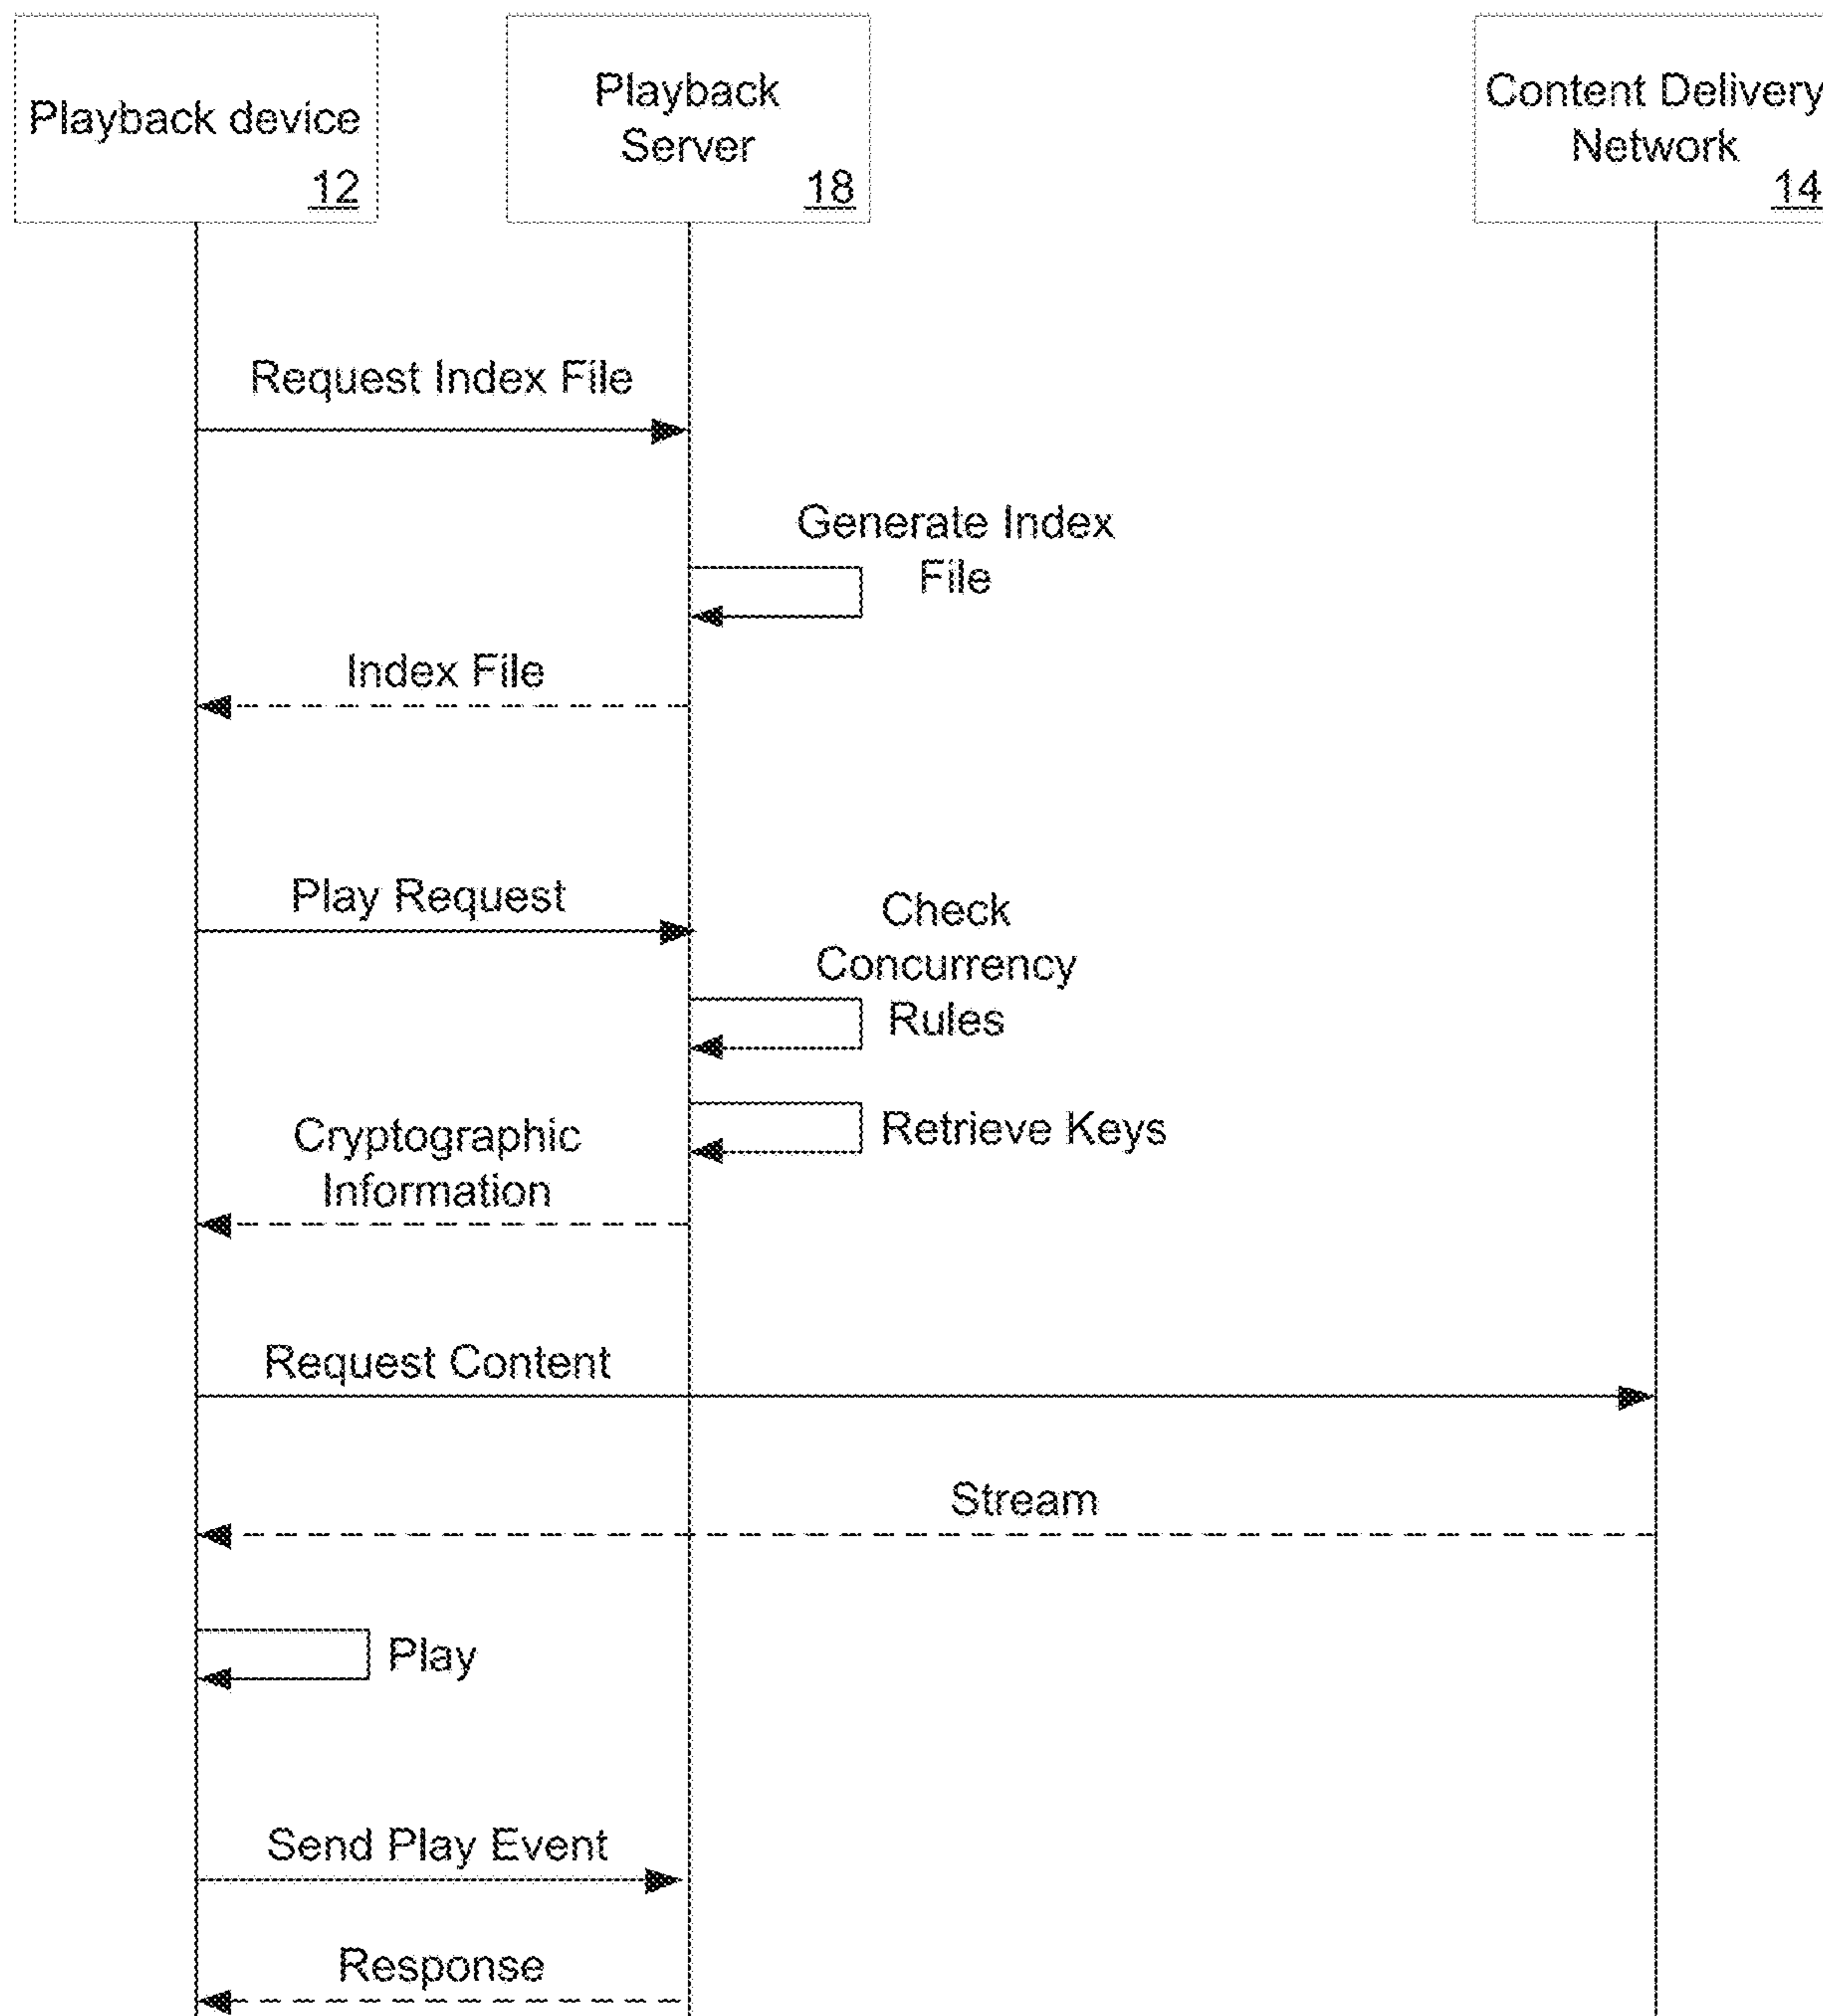 Playback device
12
Playback
Server
18
Content Delivery
Network
14
Request Index File
Generate Index
File
Index File
Play Request
Check
Concurrency
Rules
Retrieve Keys
Cryptographic
Information
Request Content
Stream
Play
Send Play Event
Response